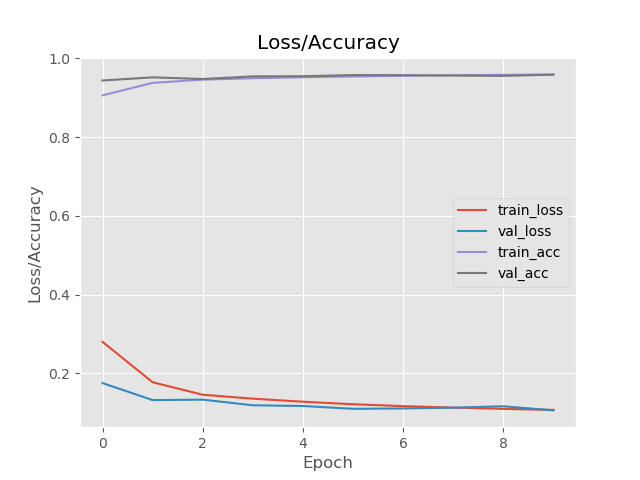 Loss/Accuracy
1.0
0.8
0.6
0.4
0.2
Loss/Accuracy
train_loss
val_loss
train_acc
val_acc
0 2 4 6 8
Epoch